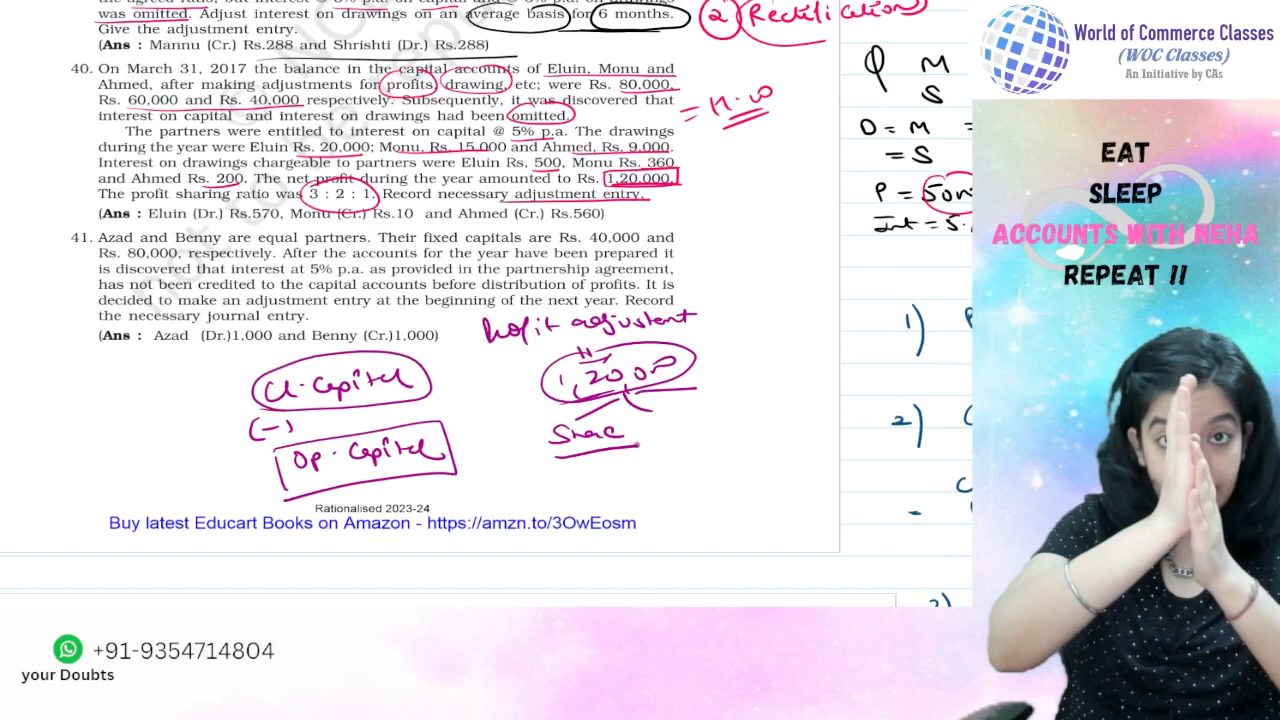 was omitted. Adjust interest on drawings on an average basis for 6 months.
Give the adjustment entry.
(Ans : Mannu (Cr.) Rs.288 and Shrishti (Dr.) Rs.288)
2 Rectification
40. On March 31, 2017 the balance in the capital accounts of Eluin, Monu and
Ahmed, after making adjustments for profits, drawing, etc; were Rs. 80,000,
Rs. 60,000 and Rs. 40,000 respectively. Subsequently, it was discovered that
interest on capital and interest on drawings had been omitted.
= H.W
The partners were entitled to interest on capital @ 5% p.a. The drawings
during the year were Eluin Rs. 20,000; Monu, Rs. 15,000 and Ahmed, Rs. 9,000.
Interest on drawings chargeable to partners were Eluin Rs, 500, Monu Rs. 360
and Ahmed Rs. 200. The net profit during the year amounted to Rs. 1,20,000.
The profit sharing ratio was 3 : 2 : 1. Record necessary adjustment entry.
(Ans : Eluin (Dr.) Rs.570, Monu (Cr.) Rs.10 and Ahmed (Cr.) Rs.560)
41. Azad and Benny are equal partners. Their fixed capitals are Rs. 40,000 and
Rs. 80,000, respectively. After the accounts for the year have been prepared it
is discovered that interest at 5% p.a. as provided in the partnership agreement,
has not been credited to the capital accounts before distribution of profits. It is
decided to make an adjustment entry at the beginning of the next year. Record
the necessary journal entry.
(Ans : Azad (Dr.)1,000 and Benny (Cr.)1,000)
Profit adjustent
Cl. Capital
(-)
Op. Capital
Rationalised 2023-24
Buy latest Educart Books on Amazon - https://amzn.to/3OwEosm
M
S
D = M =
= S
P = 50
Int = 5.
1) P
2) C
World of Commerce Classes
(WOC Classes)
An Initiative by CAs
EAT
SLEEP
ACCOUNTS WITH NEHA
REPEAT !!
+91-9354714804
your Doubts